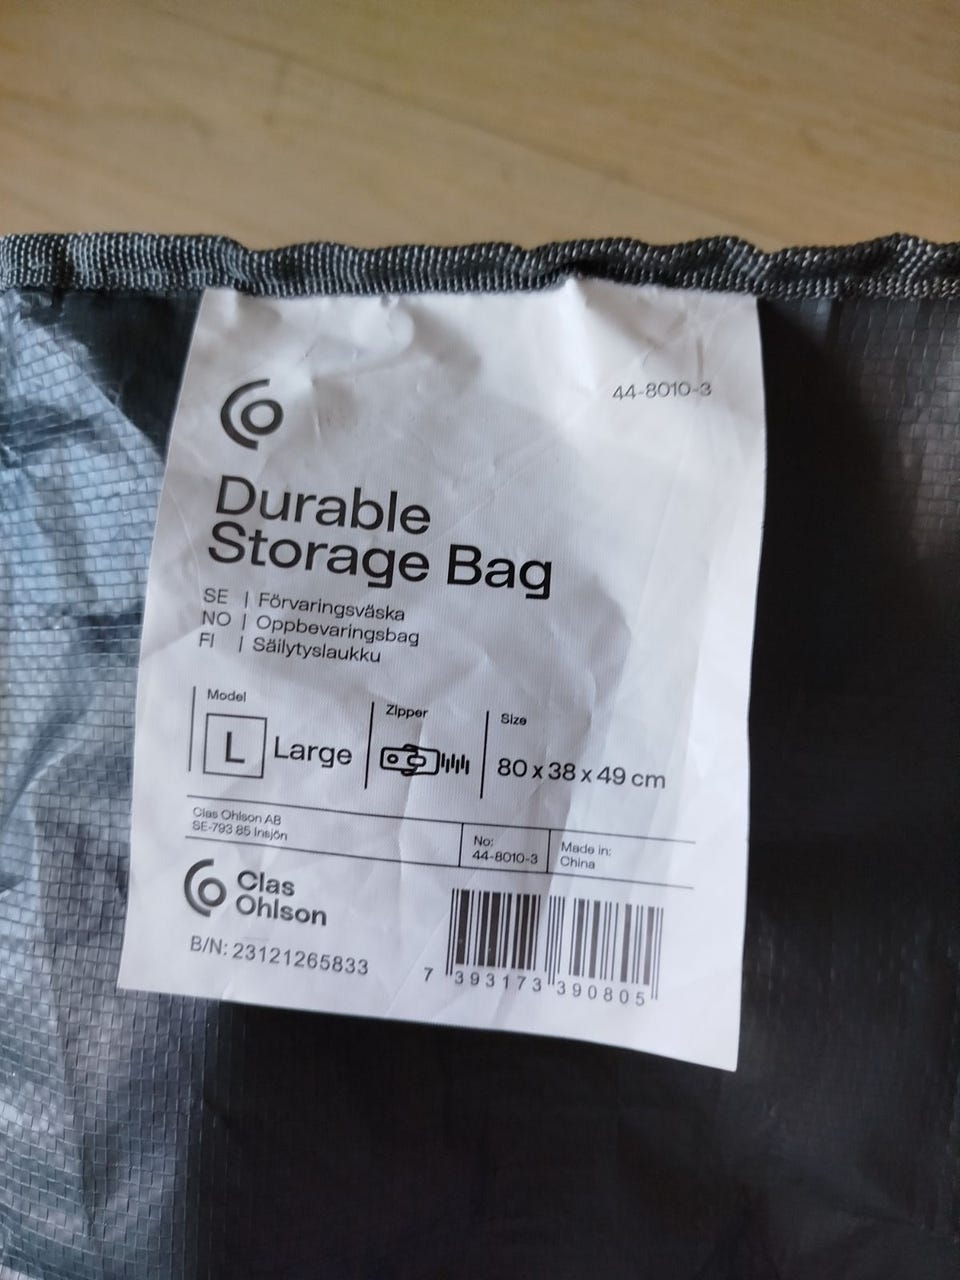 44-8010-3
Durable
Storage Bag
SE | Förvaringsväska
NO | Oppbevaringsbag
FI | Säilytyslaukku
Model
L Large
Zipper
Size
80 x 38 x 49 cm
Clas Ohlson AB
SE-793 85 Insjön
No:
44-8010-3
Made in:
China
Clas
Ohlson
B/N: 23121265833
7 393173 390805